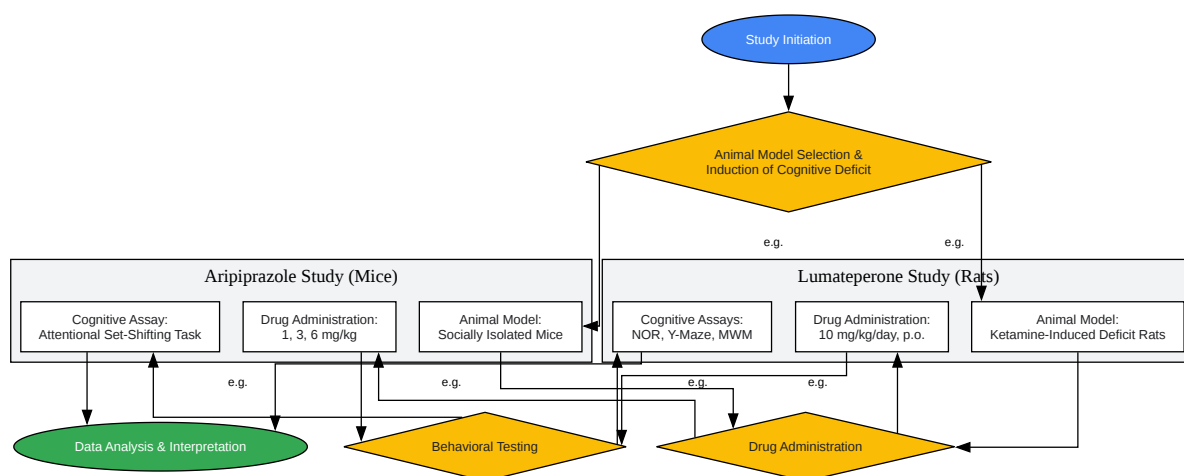 Study Initiation
Animal Model Selection &
Induction of Cognitive Deficit
e.g.
e.g.
Aripiprazole Study (Mice)
Lumateperone Study (Rats)
Cognitive Assay:
Attentional Set-Shifting Task
Drug Administration:
1, 3, 6 mg/kg
Animal Model:
Socially Isolated Mice
Cognitive Assays:
NOR, Y-Maze, MWM
Drug Administration:
10 mg/kg/day, p.o.
Animal Model:
Ketamine-Induced Deficit Rats
e.g.
e.g.
e.g.
e.g.
Data Analysis & Interpretation
Behavioral Testing
Drug Administration